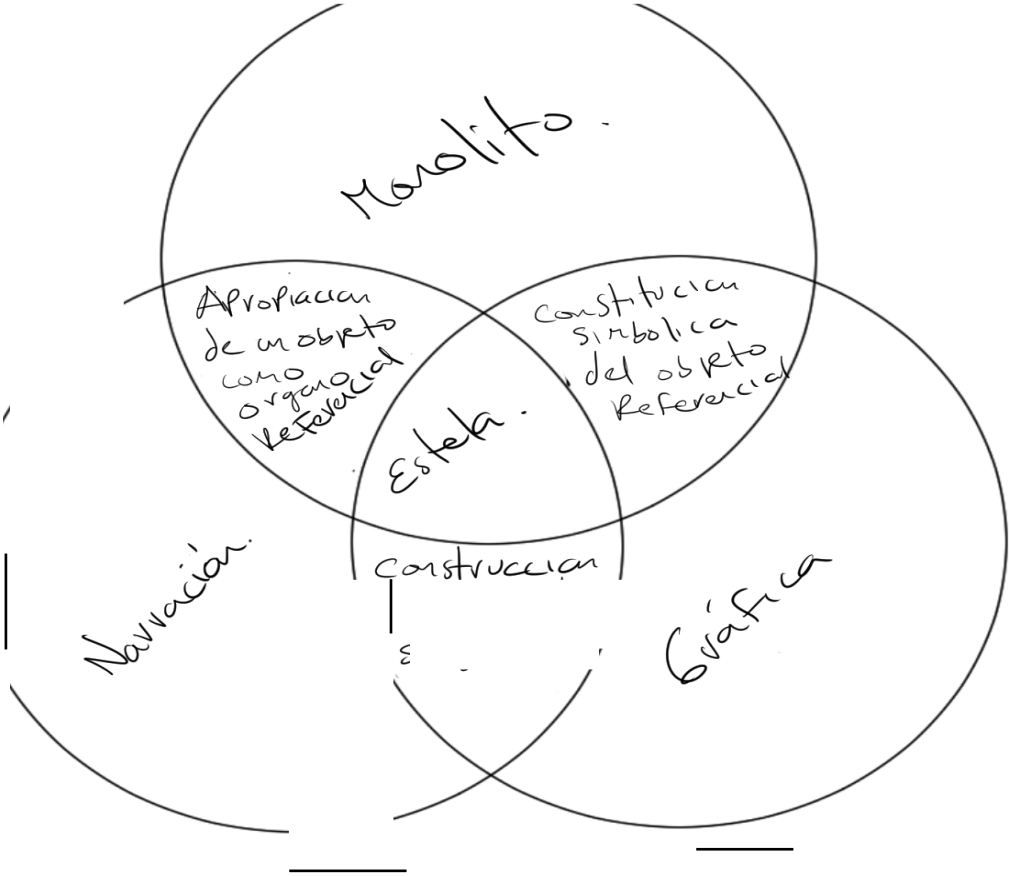 Monolito.
Apropiacion
de un objeto
como
organo
Referencial
Constitucion
simbolica
del objeto
Referencial
Estela.
Construccion
Narración.
Gráfica